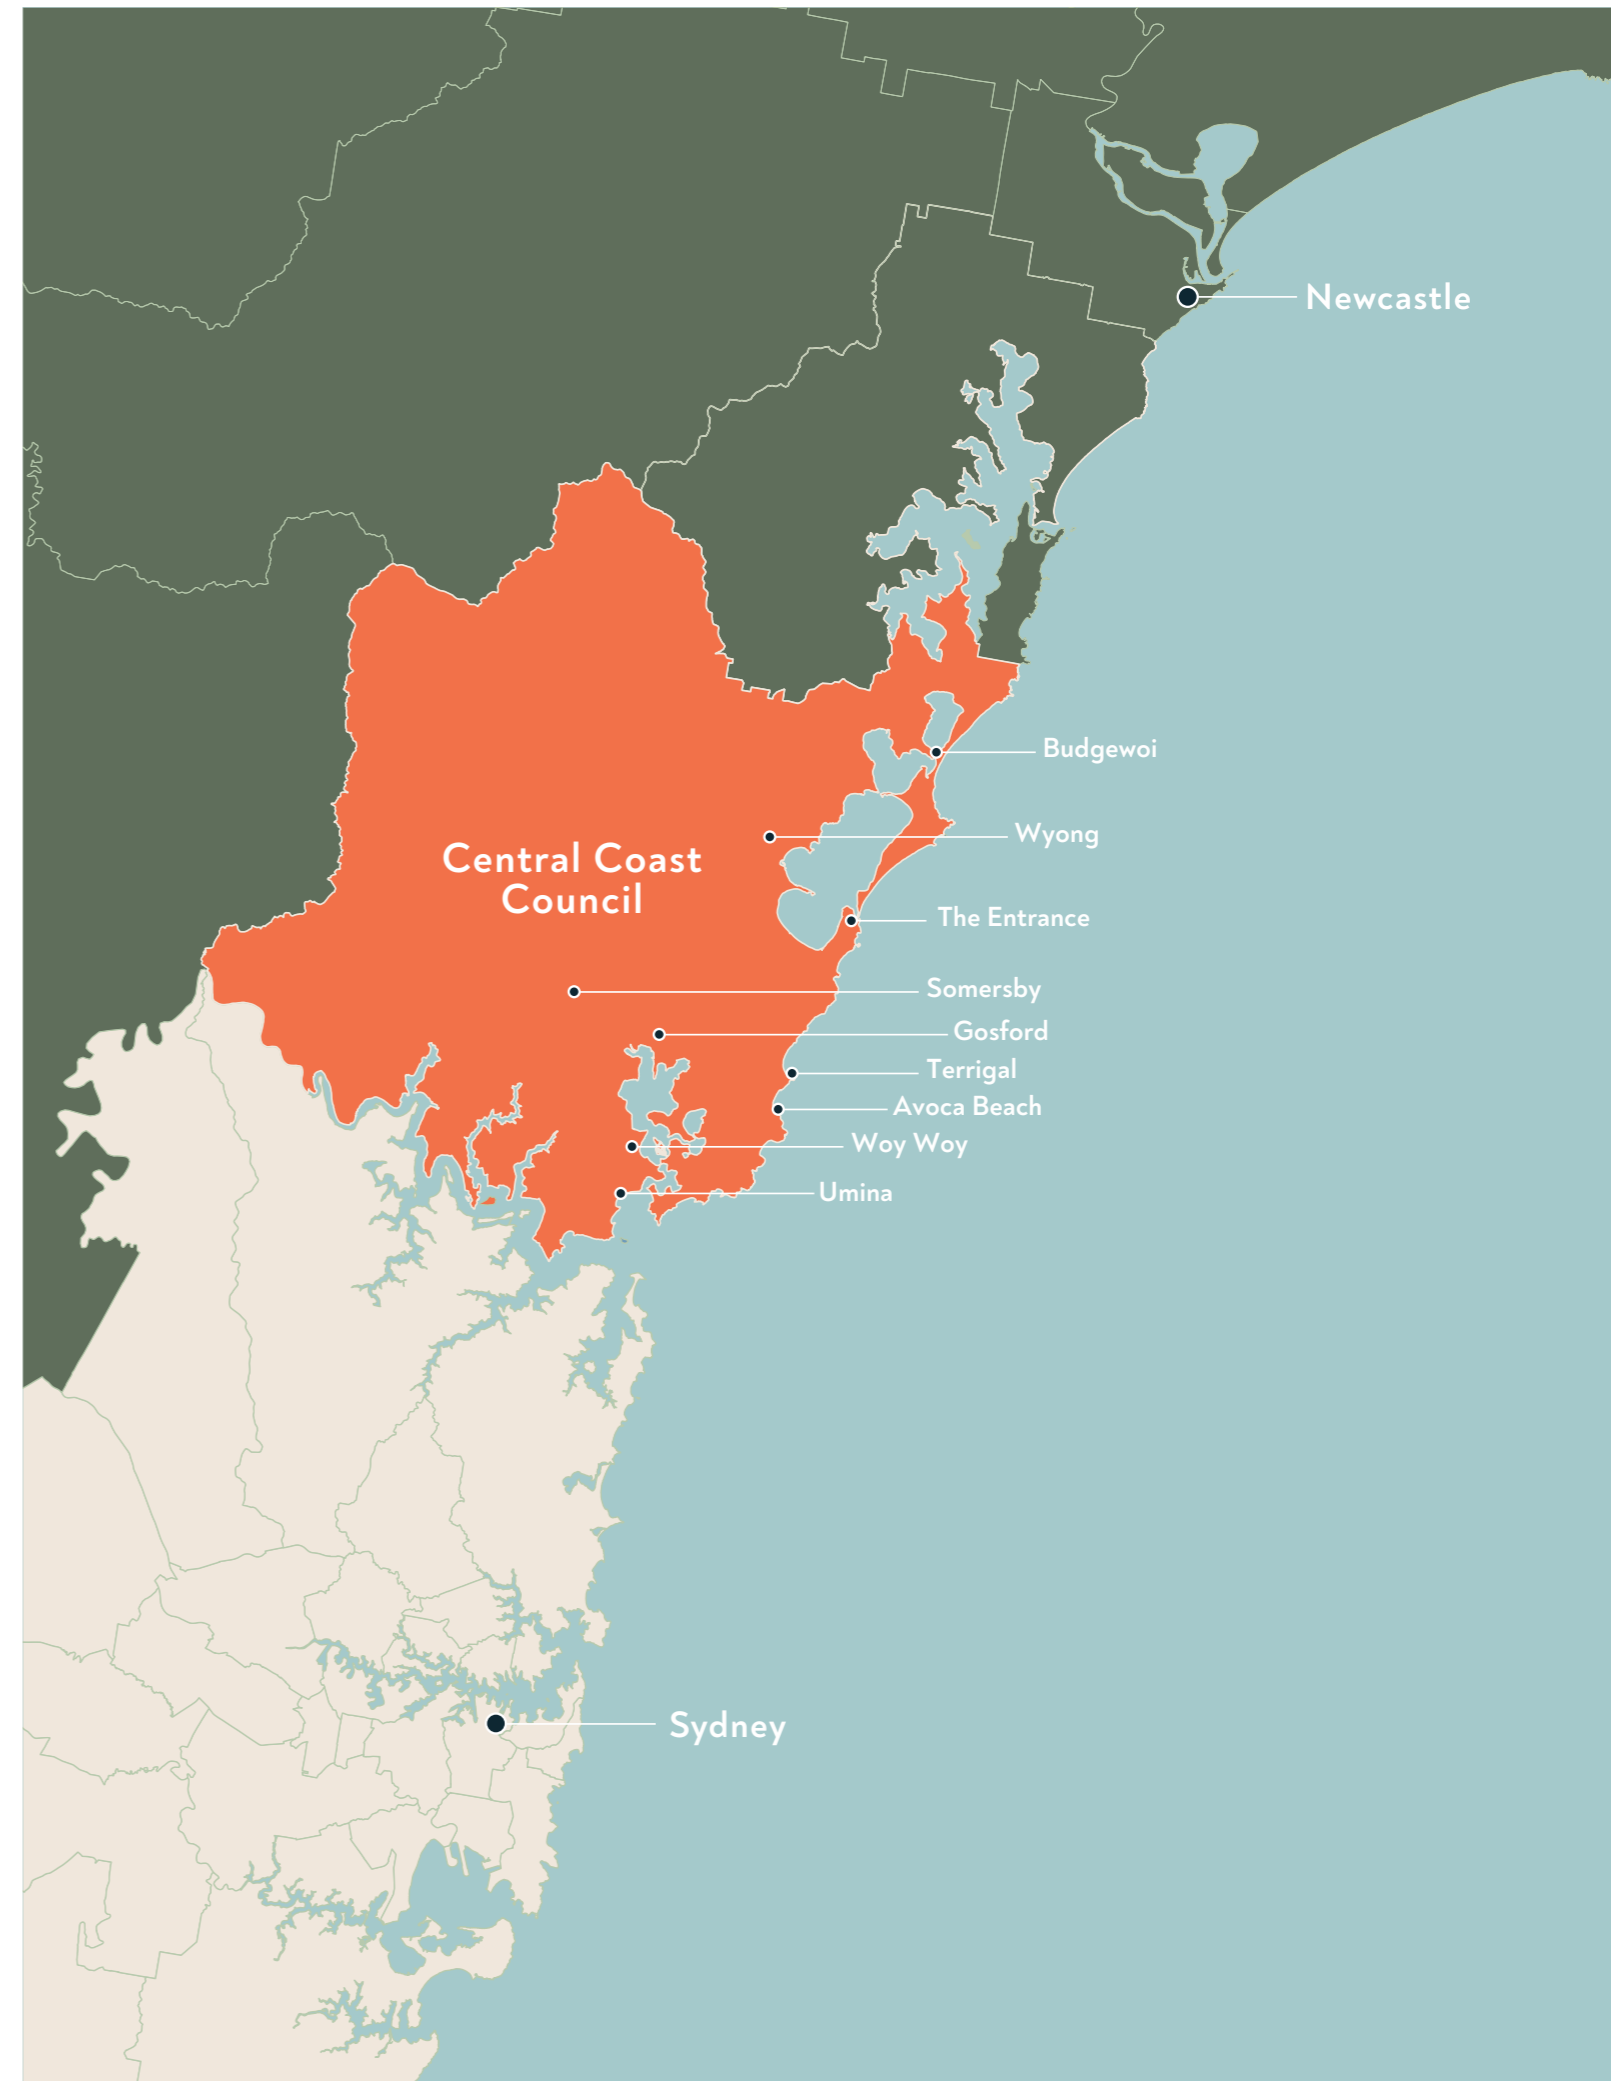 Newcastle
Budgewoi
Wyong
Central Coast
Council
The Entrance
Somersby
Gosford
Terrigal
Avoca Beach
Woy Woy
Umina
Sydney